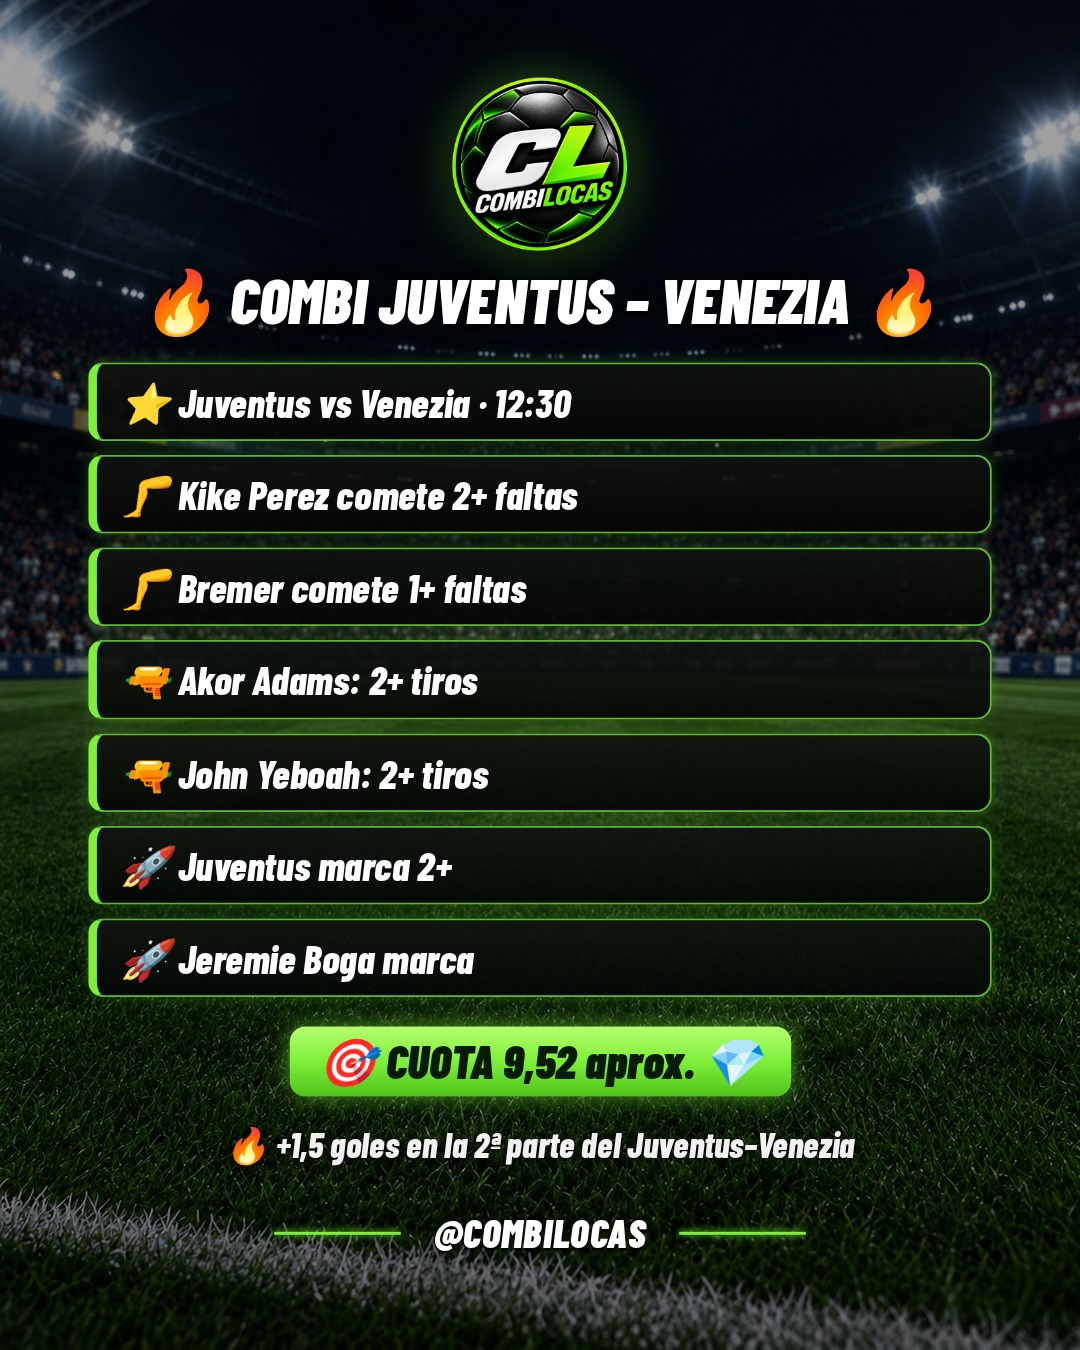 CL
COMBILOCAS
🔥 COMBI JUVENTUS - VENEZIA 🔥
⭐ Juventus vs Venezia · 12:30
🦵 Kike Perez comete 2+ faltas
🦵 Bremer comete 1+ faltas
🔫 Akor Adams: 2+ tiros
🔫 John Yeboah: 2+ tiros
🚀 Juventus marca 2+
🚀 Jeremie Boga marca
🎯 CUOTA 9,52 aprox. 💎
🔥 +1,5 goles en la 2ª parte del Juventus-Venezia
@COMBILOCAS